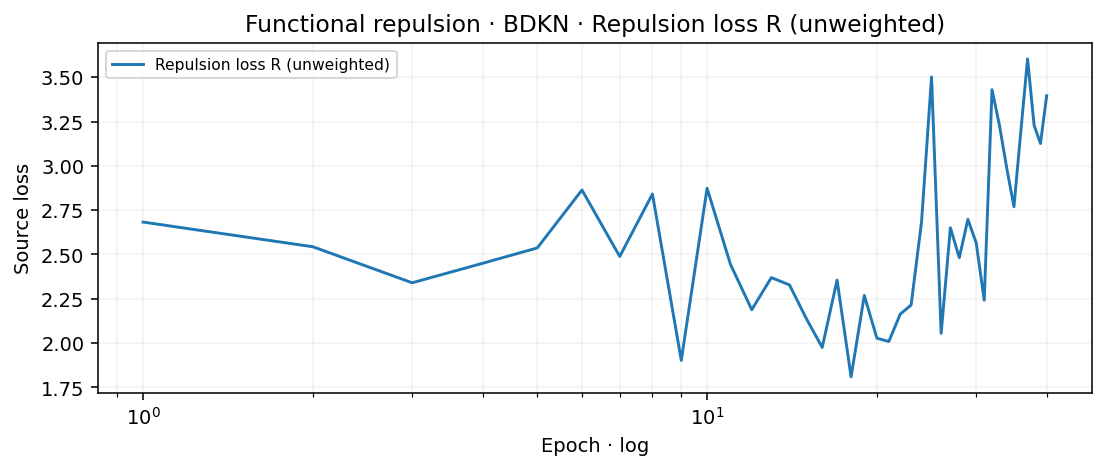 Functional repulsion · BDKN · Repulsion loss R (unweighted)
Repulsion loss R (unweighted)
Source loss
3.50
3.25
3.00
2.75
2.50
2.25
2.00
1.75
10⁰
10¹
Epoch · log